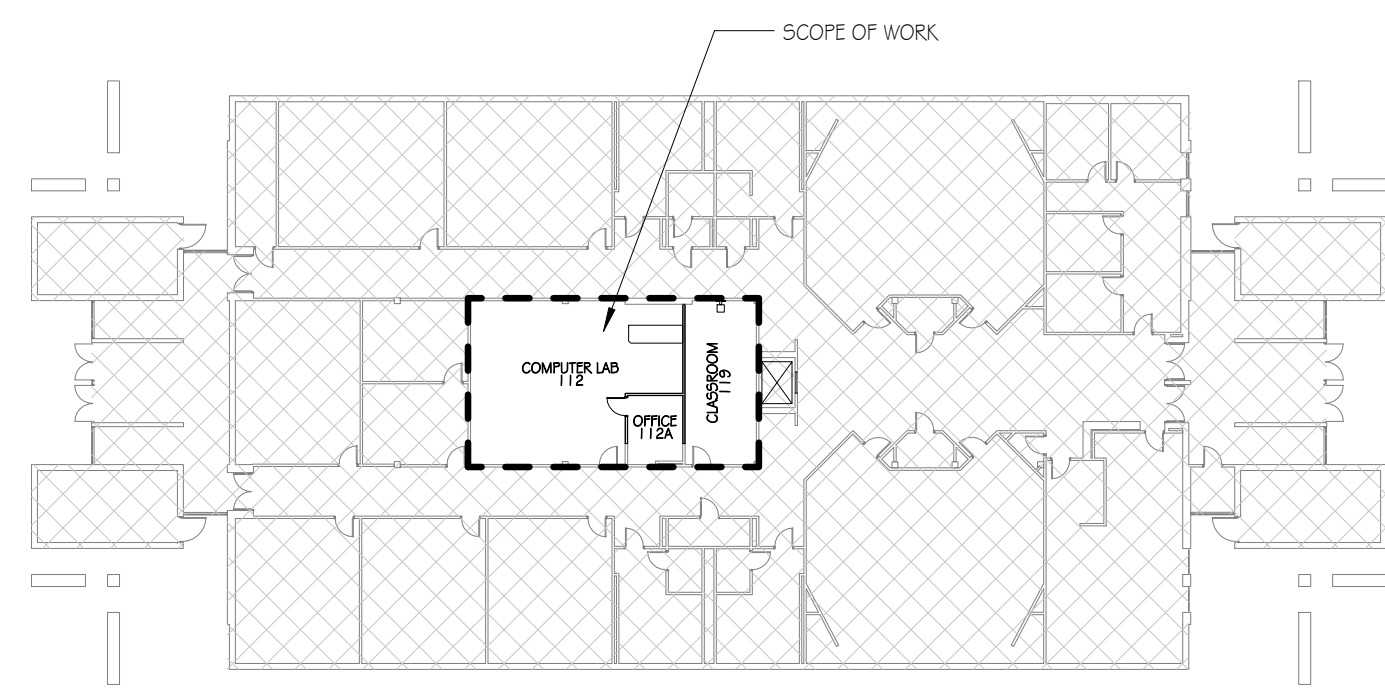 SCOPE OF WORK
COMPUTER LAB
112
CLASSROOM
119
OFFICE
112A